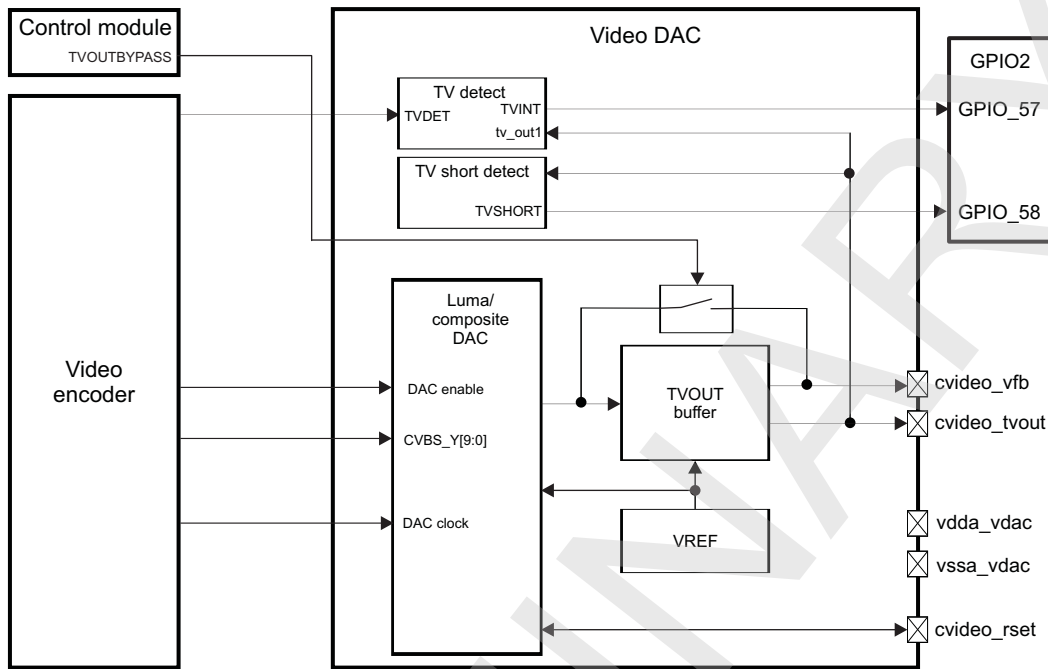 Control module
TVOUTBYPASS
Video DAC
GPIO2
TV detect
TVDET
TVINT
tv_out1
GPIO_57
TV short detect
TVSHORT
GPIO_58
Luma/
composite
DAC
Video
encoder
DAC enable
CVBS_Y[9:0]
DAC clock
TVOUT
buffer
VREF
cvideo_vfb
cvideo_tvout
vdda_vdac
vssa_vdac
cvideo_rset
INARY